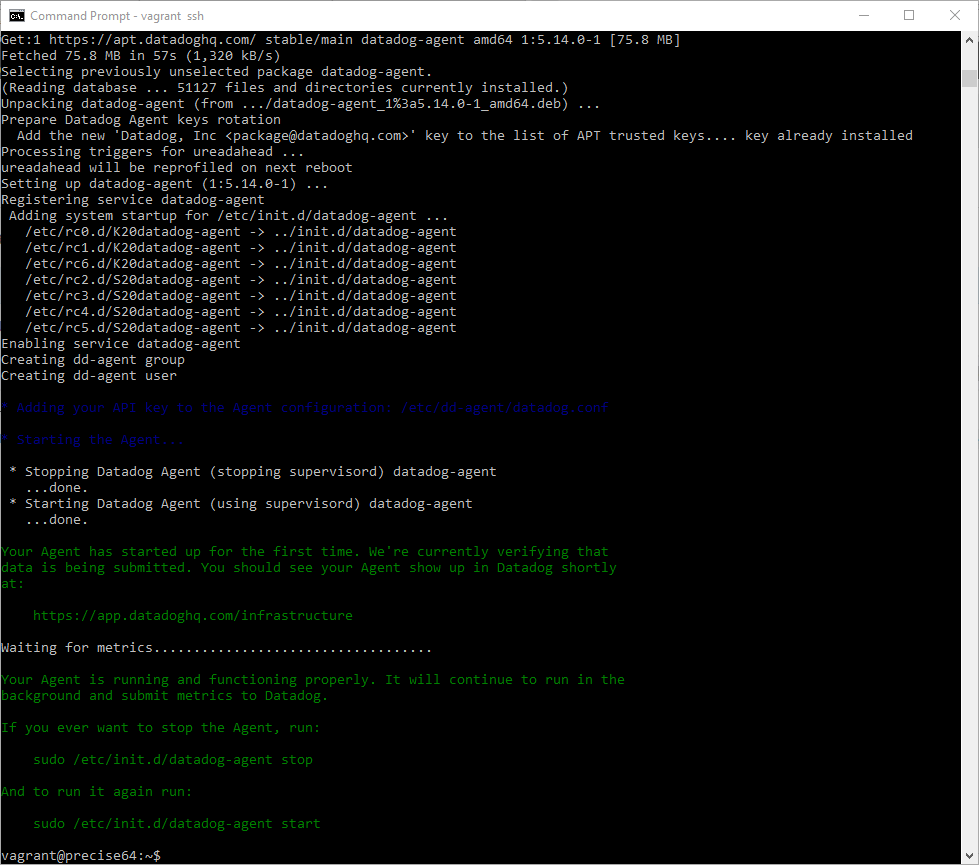 Command Prompt - vagrant ssh
Get:1 https://apt.datadoghq.com/ stable/main datadog-agent amd64 1:5.14.0-1 [75.8 MB]
Fetched 75.8 MB in 57s (1,320 kB/s)
Selecting previously unselected package datadog-agent.
(Reading database ... 51127 files and directories currently installed.)
Unpacking datadog-agent (from .../datadog-agent_1%3a5.14.0-1_amd64.deb) ...
Prepare Datadog Agent keys rotation
  Add the new 'Datadog, Inc <package@datadoghq.com>' key to the list of APT trusted keys.... key already installed
Processing triggers for ureadahead ...
ureadahead will be reprofiled on next reboot
Setting up datadog-agent (1:5.14.0-1) ...
Registering service datadog-agent
 Adding system startup for /etc/init.d/datadog-agent ...
   /etc/rc0.d/K20datadog-agent -> ../init.d/datadog-agent
   /etc/rc1.d/K20datadog-agent -> ../init.d/datadog-agent
   /etc/rc6.d/K20datadog-agent -> ../init.d/datadog-agent
   /etc/rc2.d/S20datadog-agent -> ../init.d/datadog-agent
   /etc/rc3.d/S20datadog-agent -> ../init.d/datadog-agent
   /etc/rc4.d/S20datadog-agent -> ../init.d/datadog-agent
   /etc/rc5.d/S20datadog-agent -> ../init.d/datadog-agent
Enabling service datadog-agent
Creating dd-agent group
Creating dd-agent user
* Adding your API key to the Agent configuration: /etc/dd-agent/datadog.conf
* Starting the Agent...
 * Stopping Datadog Agent (stopping supervisord) datadog-agent
   ...done.
 * Starting Datadog Agent (using supervisord) datadog-agent
   ...done.
Your Agent has started up for the first time. We're currently verifying that
data is being submitted. You should see your Agent show up in Datadog shortly
at:
    https://app.datadoghq.com/infrastructure
Waiting for metrics...................................
Your Agent is running and functioning properly. It will continue to run in the
background and submit metrics to Datadog.
If you ever want to stop the Agent, run:
    sudo /etc/init.d/datadog-agent stop
And to run it again run:
    sudo /etc/init.d/datadog-agent start
vagrant@precise64:~$